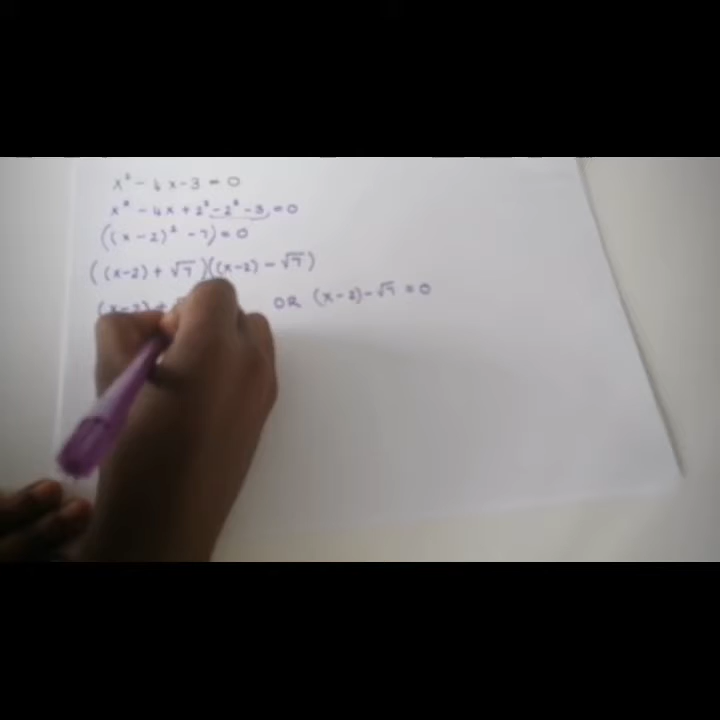 x² - 4x - 3 = 0
x² - 4x + 2² - 2² - 3 = 0
((x - 2)² - 7) = 0
((x-2) + √7)((x-2) - √7)
(x-2) + OR (x-2) - √7 = 0